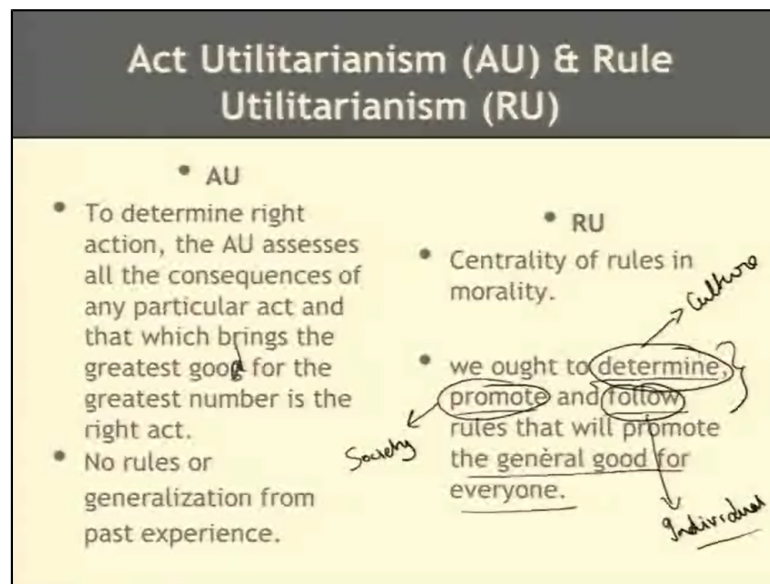 Act Utilitarianism (AU) & Rule
Utilitarianism (RU)
• AU
• To determine right
action, the AU assesses
all the consequences of
any particular act and
that which brings the
greatest good for the
greatest number is the
right act.
• No rules or
generalization from
past experience.
• RU
• Centrality of rules in
morality.
Culture
• we ought to determine,
promote and follow
rules that will promote
the general good for
everyone.
Society
Individual